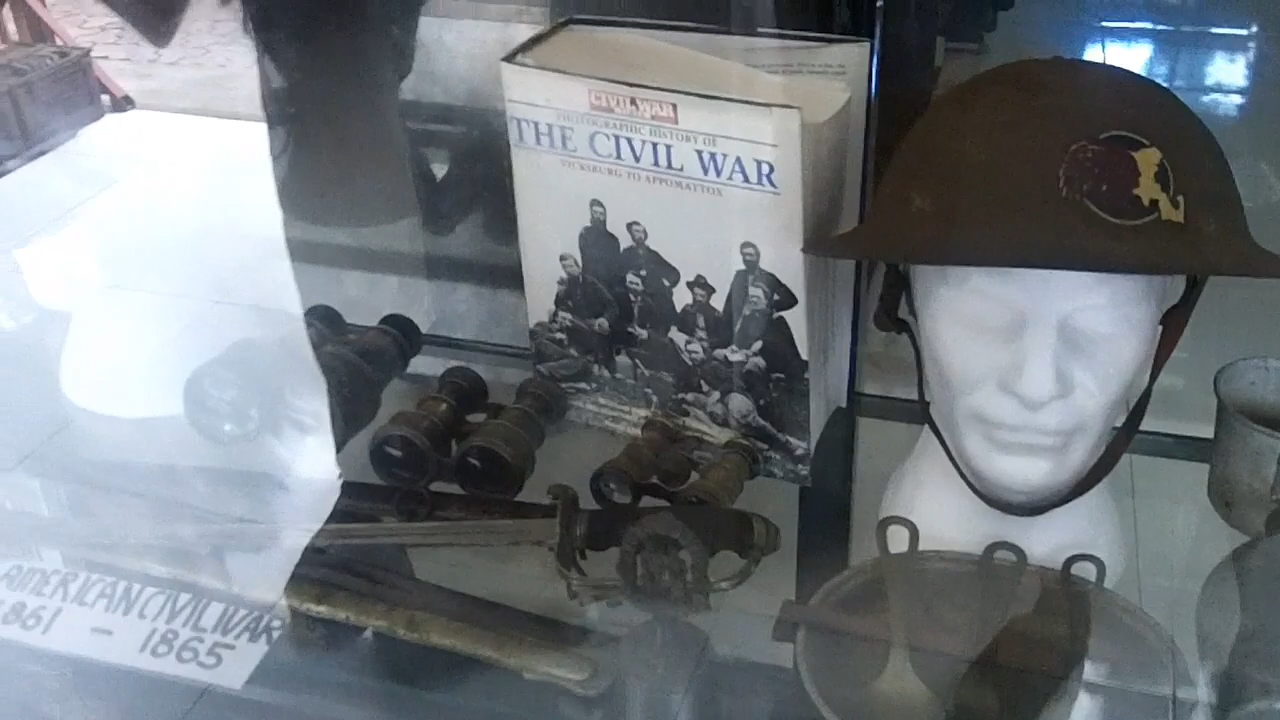 CIVIL WAR
PHOTOGRAPHIC HISTORY OF
THE CIVIL WAR
VICKSBURG TO APPOMATTOX
AMERICAN CIVIL WAR
1861 - 1865